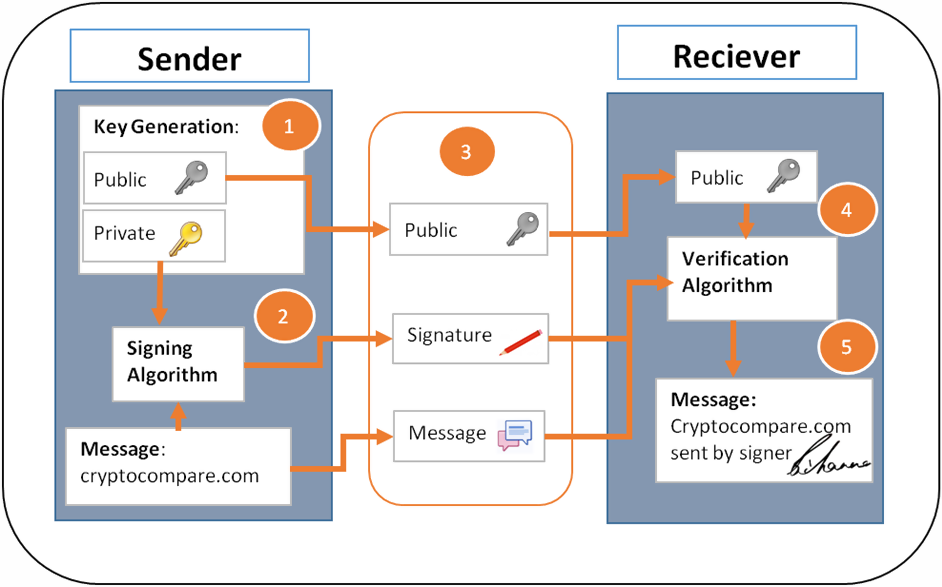 Sender
Reciever
1
Key Generation:
Public
Private
2
Signing
Algorithm
Message:
cryptocompare.com
3
Public
Signature
Message
Public
4
Verification
Algorithm
5
Message:
Cryptocompare.com
sent by signer